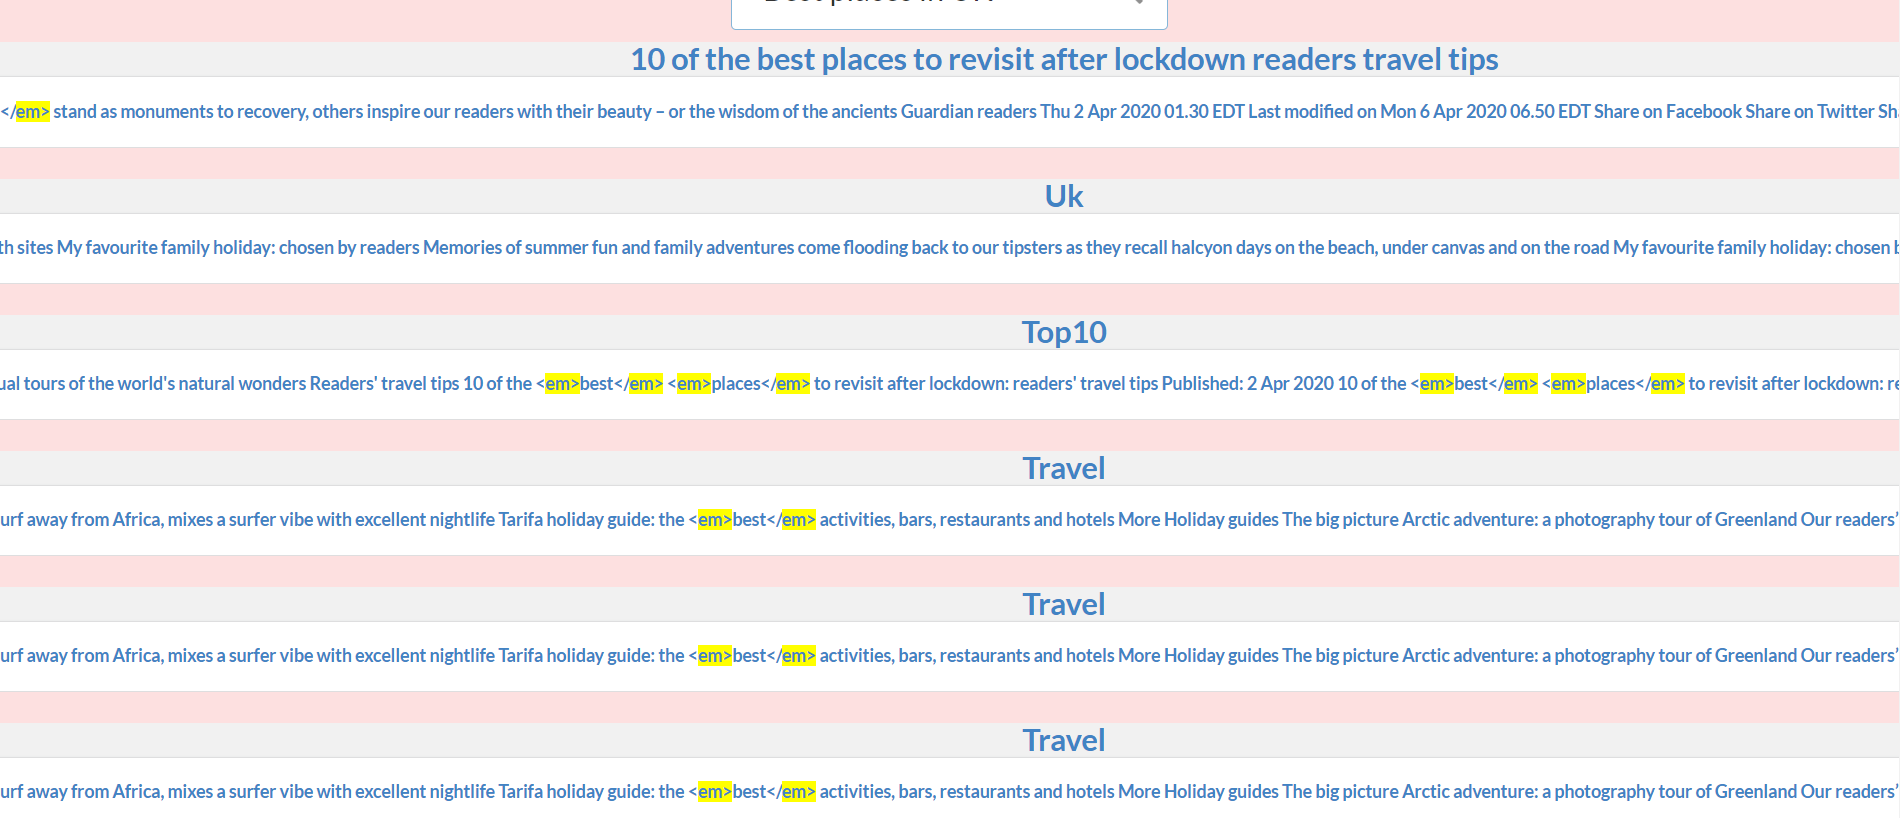 10 of the best places to revisit after lockdown readers travel tips
</em> stand as monuments to recovery, others inspire our readers with their beauty – or the wisdom of the ancients Guardian readers Thu 2 Apr 2020 01.30 EDT Last modified on Mon 6 Apr 2020 06.50 EDT Share on Facebook Share on Twitter
Uk
sites My favourite family holiday: chosen by readers Memories of summer fun and family adventures come flooding back to our tipsters as they recall halcyon days on the beach, under canvas and on the road My favourite family holiday: chosen
Top10
tours of the world's natural wonders Readers' travel tips 10 of the <em>best</em> <em>places</em> to revisit after lockdown: readers' travel tips Published: 2 Apr 2020 10 of the <em>best</em> <em>places</em> to revisit after lockdown:
Travel
urf away from Africa, mixes a surfer vibe with excellent nightlife Tarifa holiday guide: the <em>best</em> activities, bars, restaurants and hotels More Holiday guides The big picture Arctic adventure: a photography tour of Greenland Our readers’
Travel
urf away from Africa, mixes a surfer vibe with excellent nightlife Tarifa holiday guide: the <em>best</em> activities, bars, restaurants and hotels More Holiday guides The big picture Arctic adventure: a photography tour of Greenland Our readers’
Travel
urf away from Africa, mixes a surfer vibe with excellent nightlife Tarifa holiday guide: the <em>best</em> activities, bars, restaurants and hotels More Holiday guides The big picture Arctic adventure: a photography tour of Greenland Our readers’